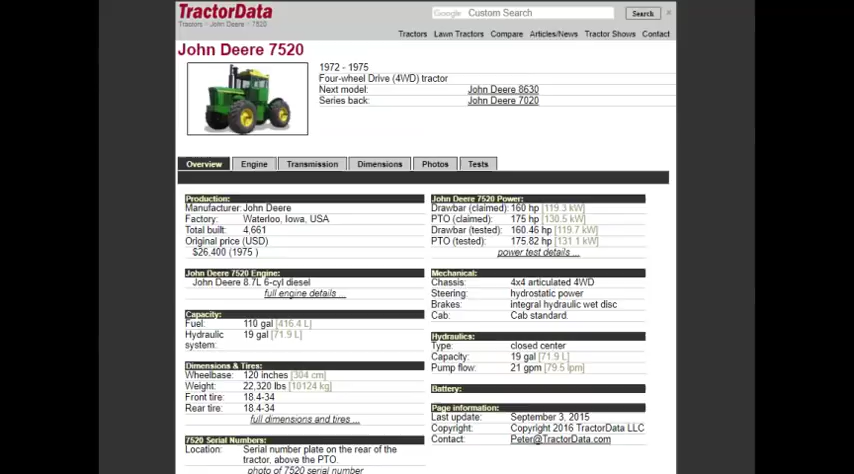 TractorData
Tractors > John Deere > 7520
Google Custom Search
Search
×
Tractors Lawn Tractors Compare Articles/News Tractor Shows Contact
John Deere 7520
1972 - 1975
Four-wheel Drive (4WD) tractor
Next model: John Deere 8630
Series back: John Deere 7020
Overview Engine Transmission Dimensions Photos Tests
Production:
Manufacturer: John Deere
Factory: Waterloo, Iowa, USA
Total built: 4,661
Original price (USD)
$26,400 (1975 )
John Deere 7520 Engine:
John Deere 8.7L 6-cyl diesel
full engine details ...
Capacity:
Fuel: 110 gal [416.4 L]
Hydraulic 19 gal [71.9 L]
system:
Dimensions & Tires:
Wheelbase: 120 inches [304 cm]
Weight: 22,320 lbs [10124 kg]
Front tire: 18.4-34
Rear tire: 18.4-34
full dimensions and tires ...
7520 Serial Numbers:
Location: Serial number plate on the rear of the
tractor, above the PTO.
photo of 7520 serial number
John Deere 7520 Power:
Drawbar (claimed): 160 hp [119.3 kW]
PTO (claimed): 175 hp [130.5 kW]
Drawbar (tested): 160.46 hp [119.7 kW]
PTO (tested): 175.82 hp [131.1 kW]
power test details ...
Mechanical:
Chassis: 4x4 articulated 4WD
Steering: hydrostatic power
Brakes: integral hydraulic wet disc
Cab: Cab standard.
Hydraulics:
Type: closed center
Capacity: 19 gal [71.9 L]
Pump flow: 21 gpm [79.5 lpm]
Battery:
Page information:
Last update: September 3, 2015
Copyright: Copyright 2016 TractorData LLC
Contact: Peter@TractorData.com